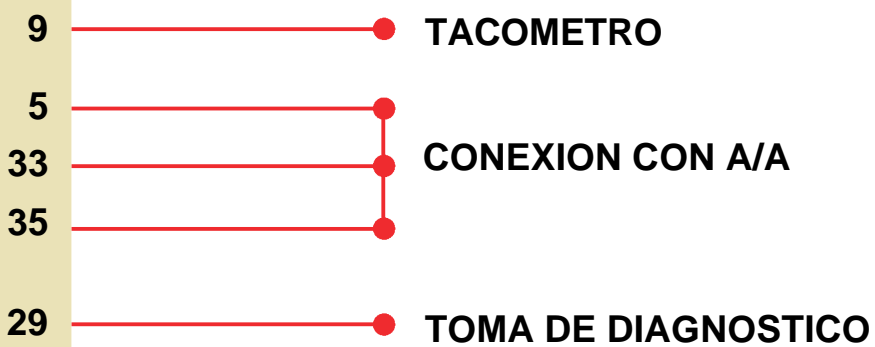 9 TACOMETRO
5
33 CONEXION CON A/A
35
29 TOMA DE DIAGNOSTICO